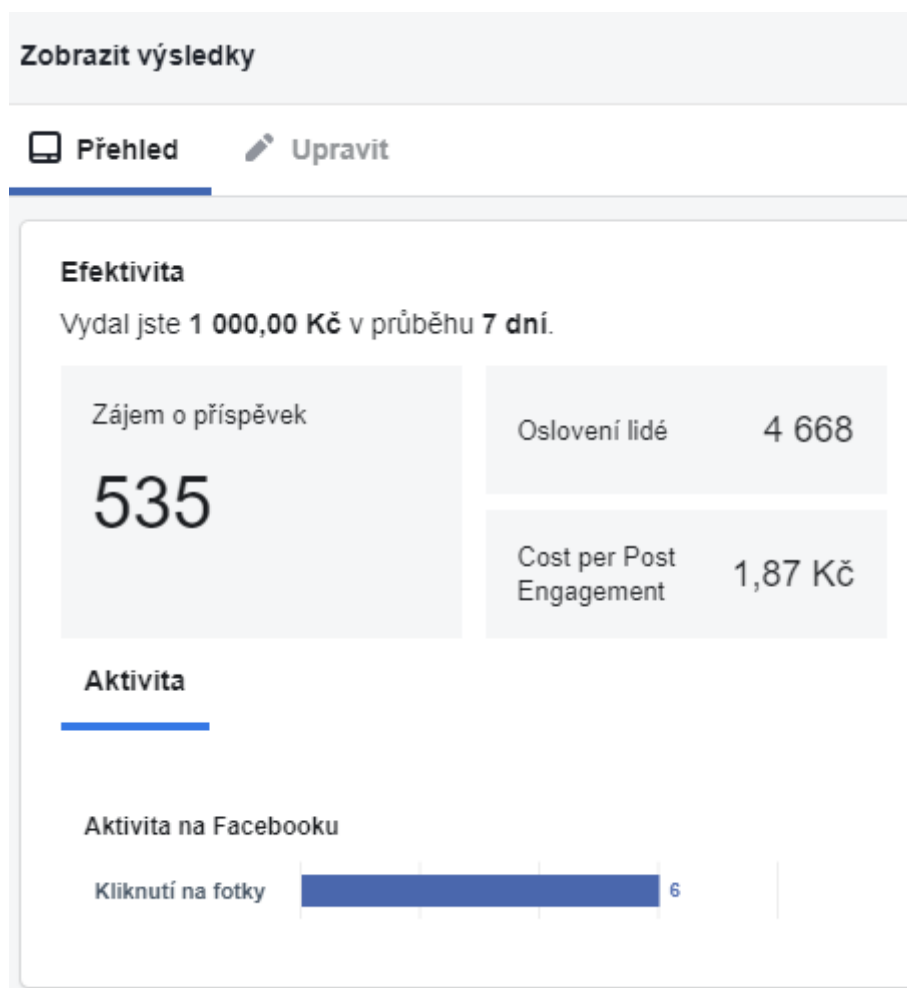 Zobrazit výsledky
Přehled
Upravit
Efektivita
Vydal jste 1 000,00 Kč v průběhu 7 dní.
Zájem o příspěvek
535
Oslovení lidé 4 668
Cost per Post
Engagement 1,87 Kč
Aktivita
Aktivita na Facebooku
Kliknutí na fotky 6